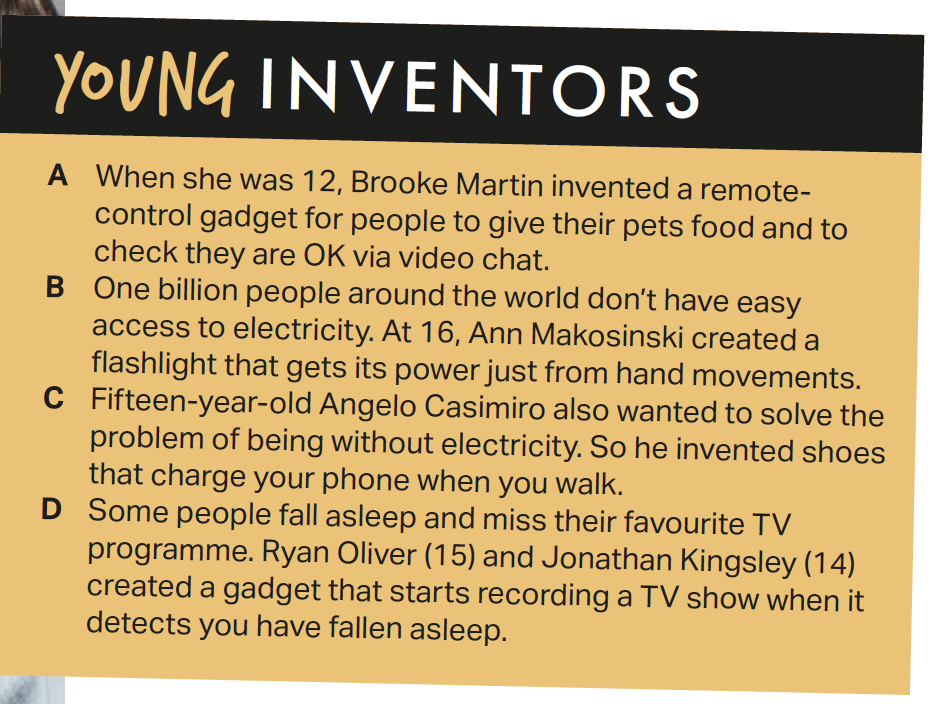 YOUNG INVENTORS
A When she was 12, Brooke Martin invented a remote-
control gadget for people to give their pets food and to
check they are OK via video chat.
B One billion people around the world don't have easy
access to electricity. At 16, Ann Makosinski created a
flashlight that gets its power just from hand movements.
C Fifteen-year-old Angelo Casimiro also wanted to solve the
problem of being without electricity. So he invented shoes
that charge your phone when you walk.
D Some people fall asleep and miss their favourite TV
programme. Ryan Oliver (15) and Jonathan Kingsley (14)
created a gadget that starts recording a TV show when it
detects you have fallen asleep.